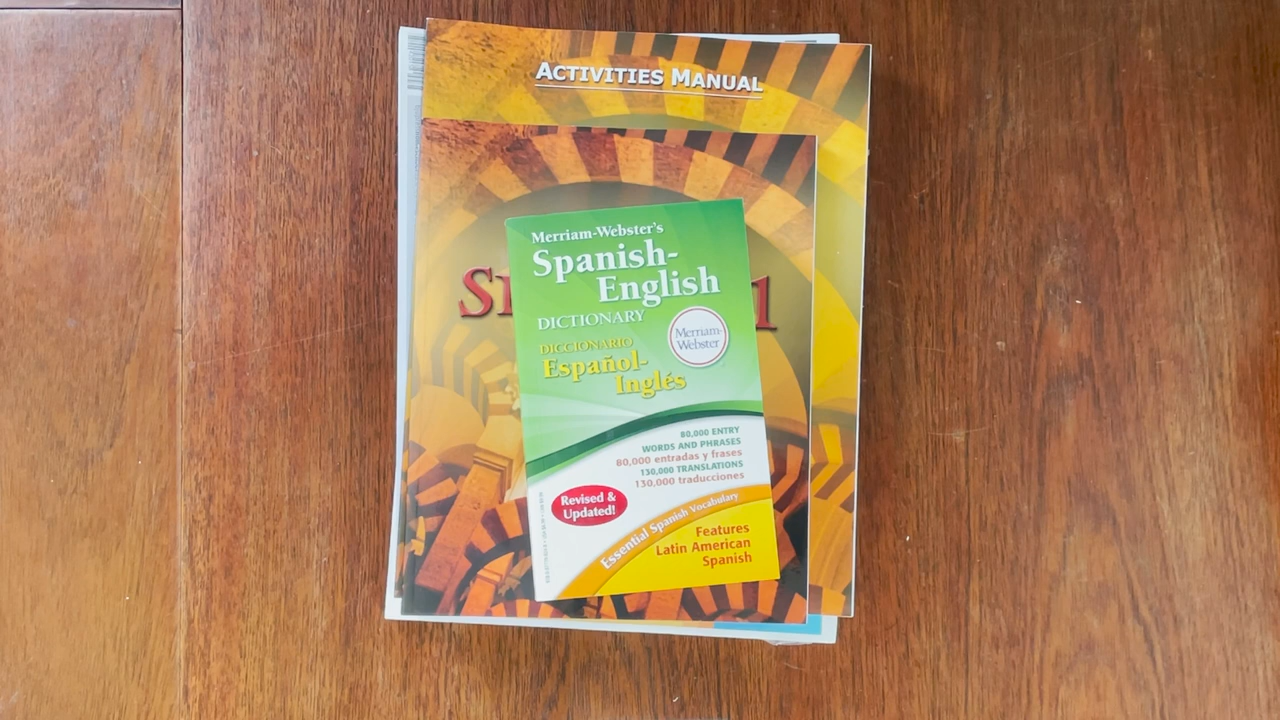 ACTIVITIES MANUAL
Merriam-Webster's
Spanish-
English
DICTIONARY
Merriam-
Webster
DICCIONARIO
Español-
Inglés
80,000 ENTRY
WORDS AND PHRASES
80,000 entradas y frases
130,000 TRANSLATIONS
130,000 traducciones
Revised &
Updated!
Essential Spanish Vocabulary
Features
Latin American
Spanish